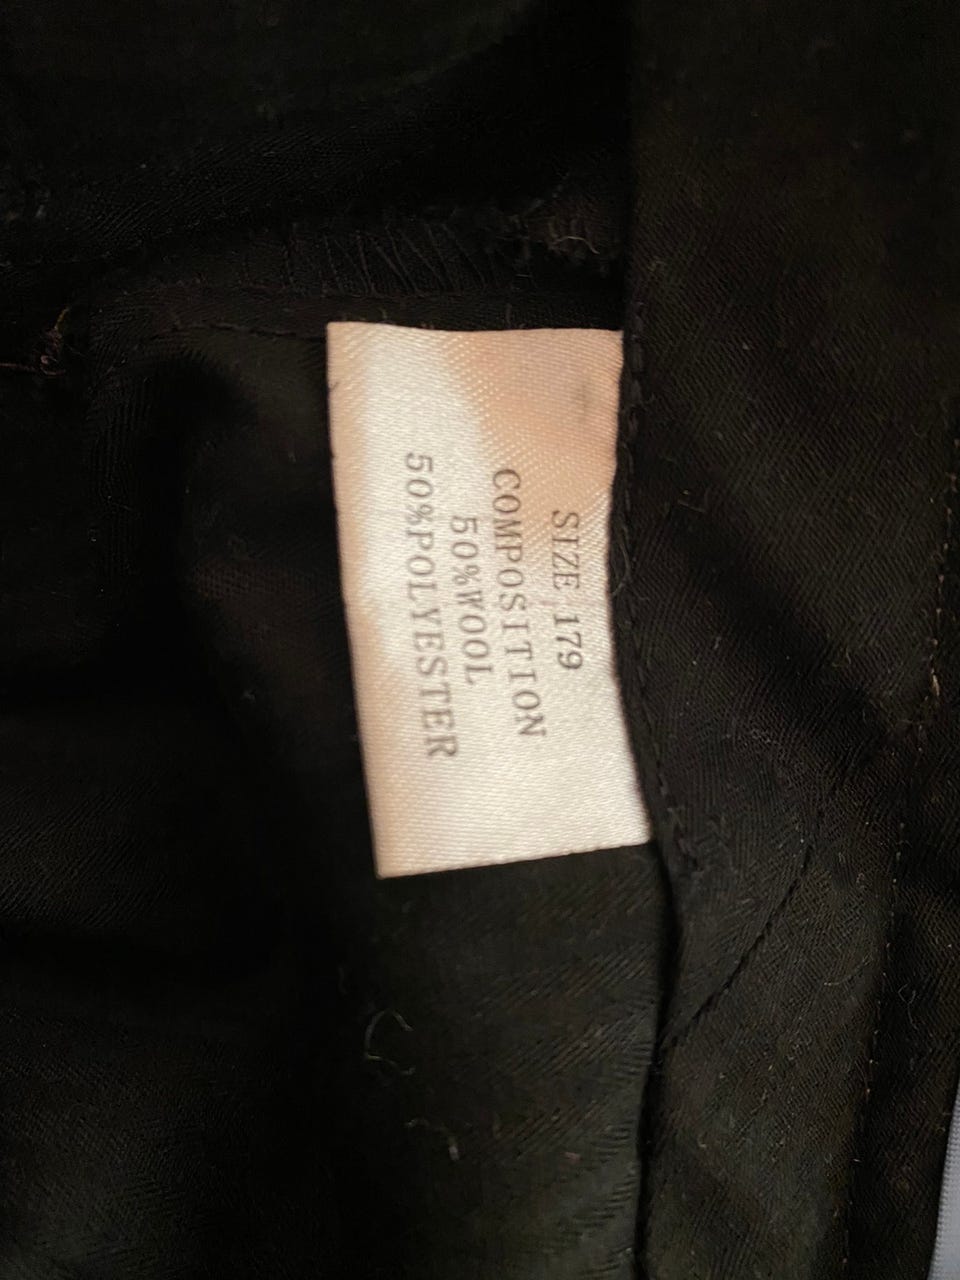 SIZE 179
COMPOSITION
50%WOOL
50%POLYESTER